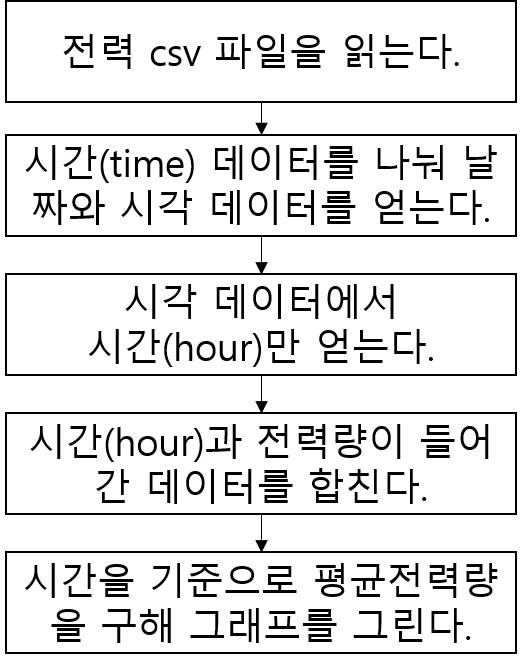 전력 csv 파일을 읽는다.
시간(time) 데이터를 나눠 날
짜와 시각 데이터를 얻는다.
시각 데이터에서
시간(hour)만 얻는다.
시간(hour)과 전력량이 들어
간 데이터를 합친다.
시간을 기준으로 평균전력량
을 구해 그래프를 그린다.